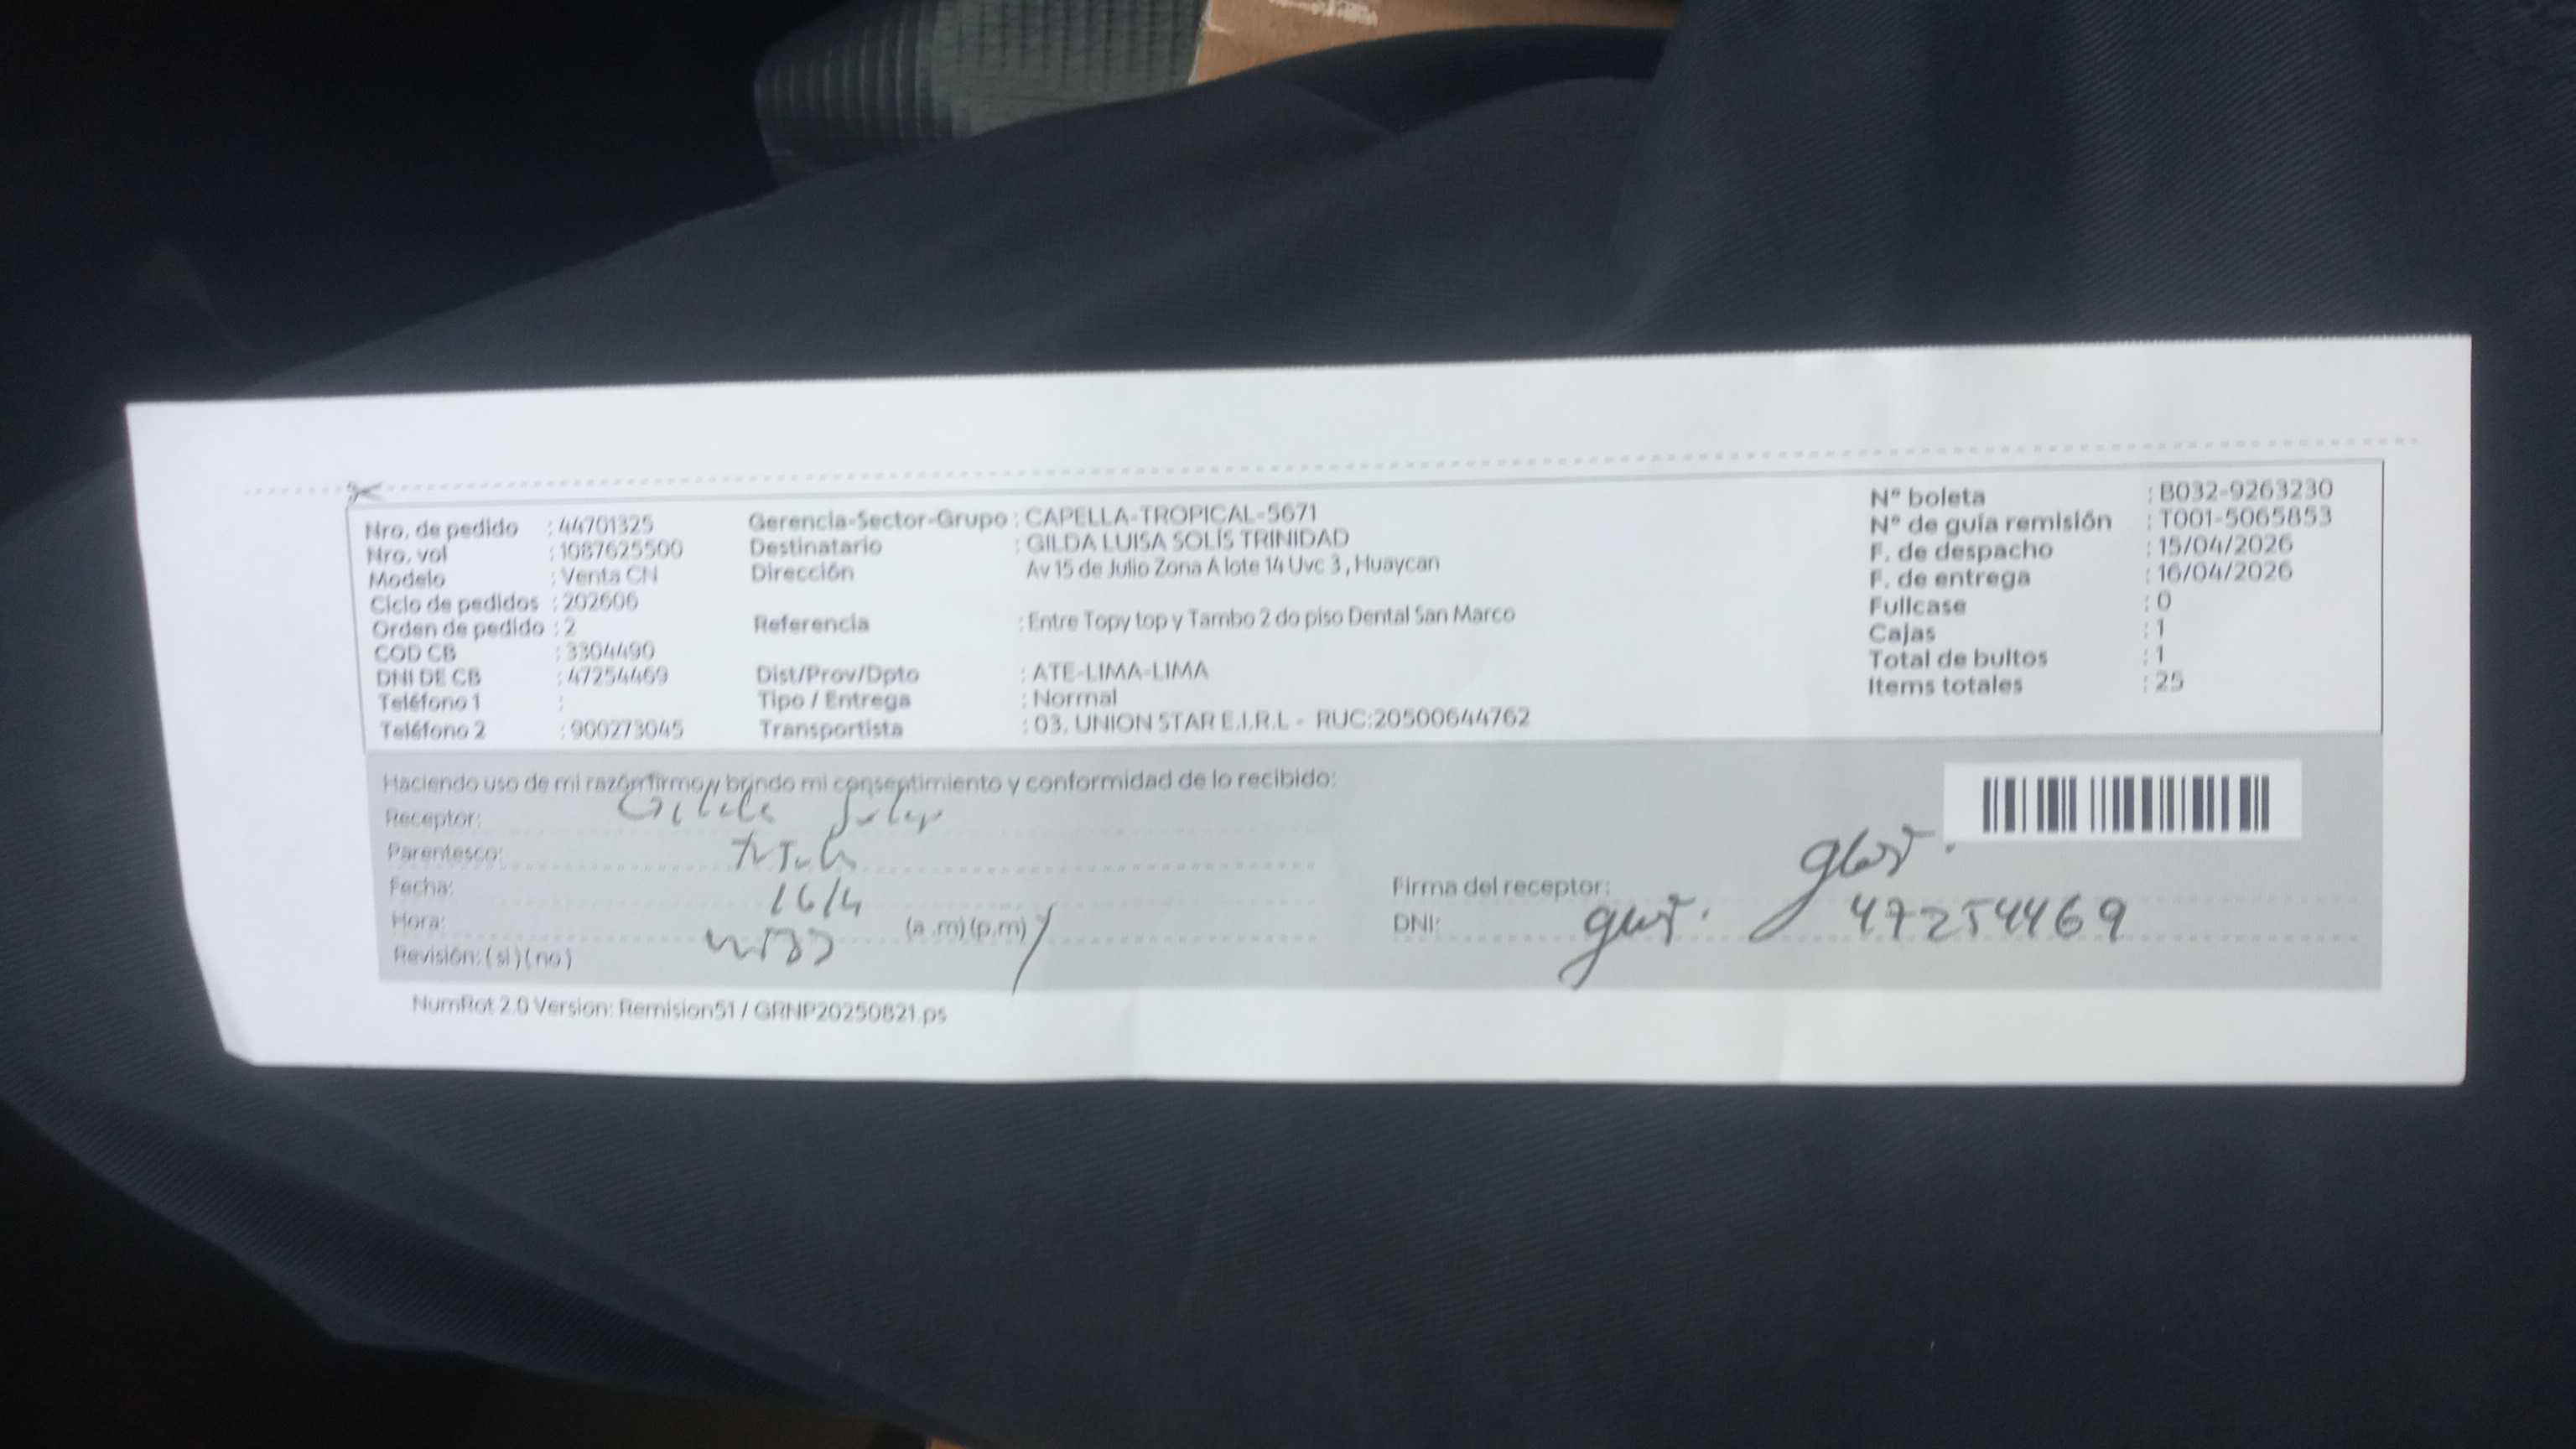 Nro. de pedido : 44701325
Nro. vol : 1087625500
Modelo : Venta CN
Ciclo de pedidos : 202606
Orden de pedido : 2
COD CB : 3304490
DNI DE CB : 47254469
Teléfono 1 :
Teléfono 2 : 900273045
Gerencia-Sector-Grupo : CAPELLA-TROPICAL-5671
Destinatario : GILDA LUISA SOLÍS TRINIDAD
Dirección Av 15 de Julio Zona A lote 14 Uvc 3 , Huaycan
Referencia : Entre Topy top y Tambo 2 do piso Dental San Marco
Dist/Prov/Dpto : ATE-LIMA-LIMA
Tipo / Entrega : Normal
Transportista : 03. UNION STAR E.I.R.L - RUC:20500644762
N° boleta : B032-9263230
N° de guía remisión : T001-5065853
F. de despacho : 15/04/2026
F. de entrega : 16/04/2026
Fullcase : 0
Cajas : 1
Total de bultos : 1
Items totales : 25
Haciendo uso de mi razón firmo y brindo mi consentimiento y conformidad de lo recibido:
Receptor:
Parentesco:
Fecha: 16/4
Hora: (a .m) (p.m)
Revisión: ( si ) ( no )
Firma del receptor:
DNI: 47254469
NumRot 2.0 Version: Remision51 / GRNP20250821.ps